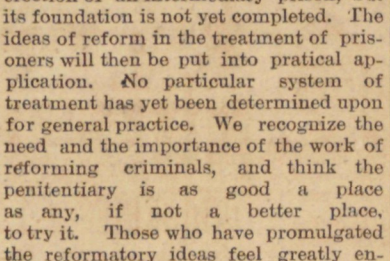 its foundation is not yet completed. The
ideas of reform in the treatment of pris-
oners will then be put into pratical ap-
plication. No particular system of
treatment has yet been determined upon
for general practice. We recognize the
need and the importance of the work of
reforming criminals, and think the
penitentiary is as good a place
as any, if not a better place,
to try it. Those who have promulgated
the reformatory ideas feel greatly en-